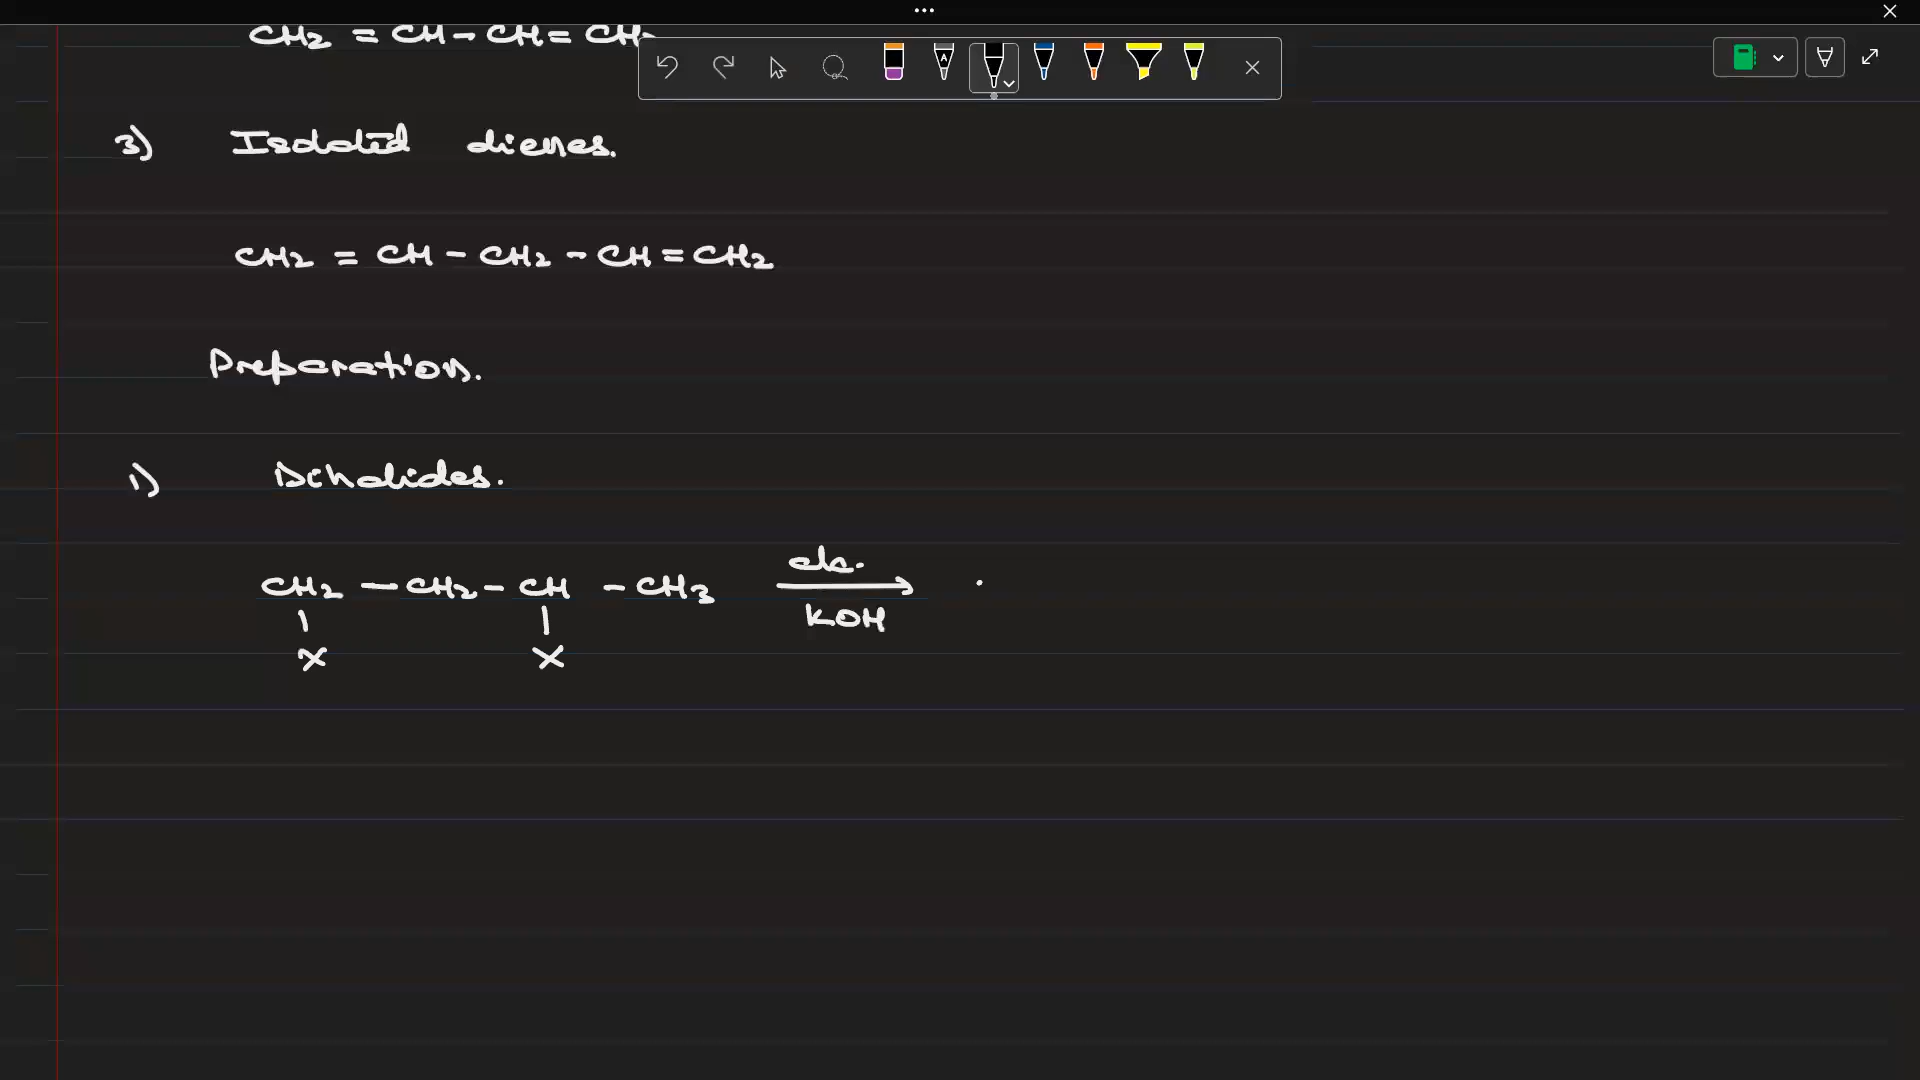 CH2 = CH - CH = CH2
3) Isolated dienes.
CH2 = CH - CH2 - CH = CH2
Preparation.
1) Dihalides.
alc.
CH2 - CH2 - CH - CH3 →
KOH
| |
X X